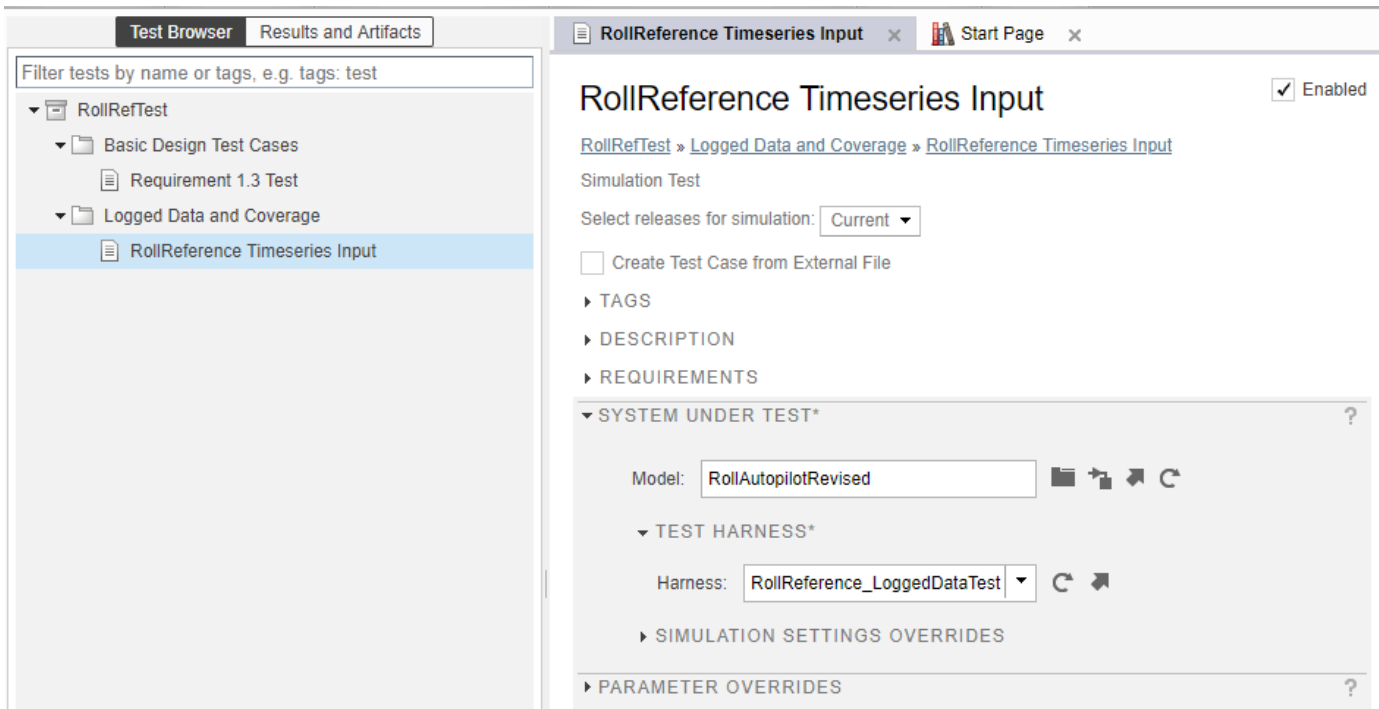 Test Browser Results and Artifacts
Filter tests by name or tags, e.g. tags: test
RollRefTest
Basic Design Test Cases
Requirement 1.3 Test
Logged Data and Coverage
RollReference Timeseries Input
RollReference Timeseries Input × Start Page ×
RollReference Timeseries Input
Enabled
RollRefTest » Logged Data and Coverage » RollReference Timeseries Input
Simulation Test
Select releases for simulation: Current
Create Test Case from External File
TAGS
DESCRIPTION
REQUIREMENTS
SYSTEM UNDER TEST* ?
Model: RollAutopilotRevised
TEST HARNESS*
Harness: RollReference_LoggedDataTest
SIMULATION SETTINGS OVERRIDES
PARAMETER OVERRIDES ?